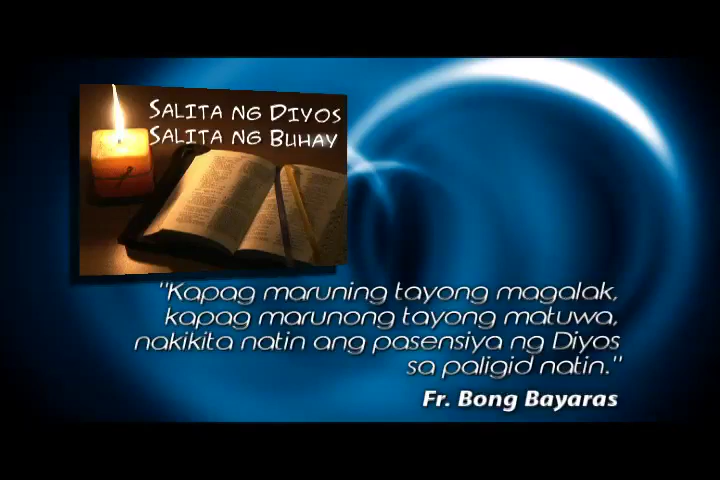 SALITA NG DIYOS
SALITA NG BUHAY
"Kapag maruning tayong magalak,
kapag marunong tayong matuwa,
nakikita natin ang pasensiya ng Diyos
sa paligid natin."
Fr. Bong Bayaras